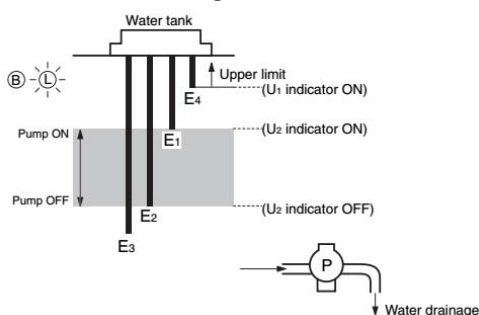 Water tank
B L
Upper limit
E4
(U1 indicator ON)
Pump ON
E1
(U2 indicator ON)
Pump OFF
E2
(U2 indicator OFF)
E3
P
Water drainage